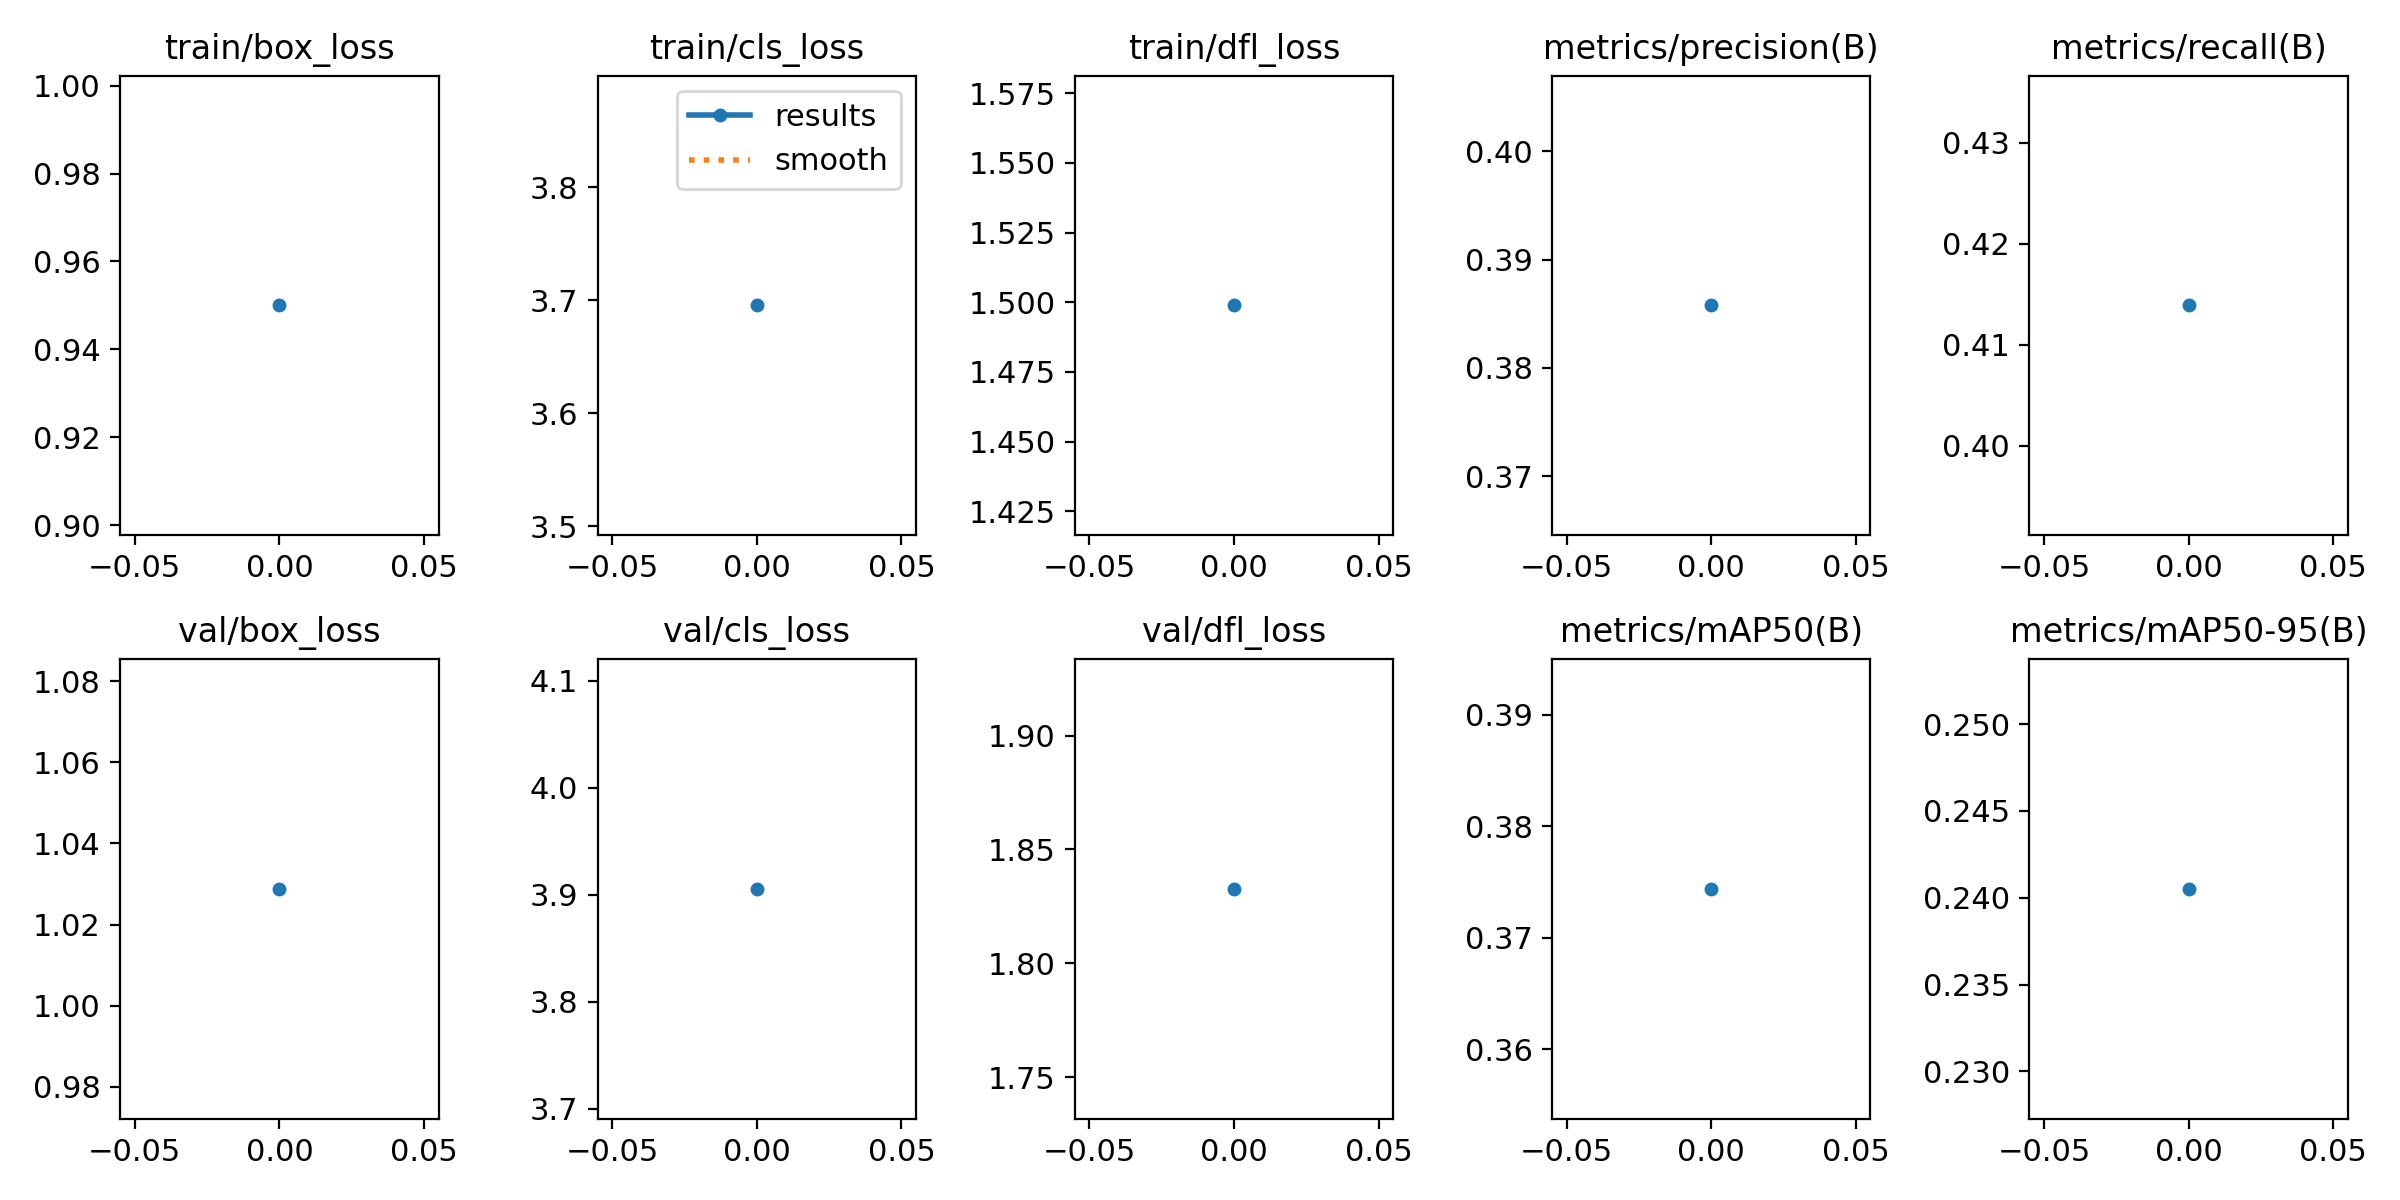 train/box_loss
1.00
0.98
0.96
0.94
0.92
0.90
−0.05 0.00 0.05
train/cls_loss
results
smooth
3.8
3.7
3.6
3.5
−0.05 0.00 0.05
train/dfl_loss
1.575
1.550
1.525
1.500
1.475
1.450
1.425
−0.05 0.00 0.05
metrics/precision(B)
0.40
0.39
0.38
0.37
−0.05 0.00 0.05
metrics/recall(B)
0.43
0.42
0.41
0.40
−0.05 0.00 0.05
val/box_loss
1.08
1.06
1.04
1.02
1.00
0.98
−0.05 0.00 0.05
val/cls_loss
4.1
4.0
3.9
3.8
3.7
−0.05 0.00 0.05
val/dfl_loss
1.90
1.85
1.80
1.75
−0.05 0.00 0.05
metrics/mAP50(B)
0.39
0.38
0.37
0.36
−0.05 0.00 0.05
metrics/mAP50-95(B)
0.250
0.245
0.240
0.235
0.230
−0.05 0.00 0.05